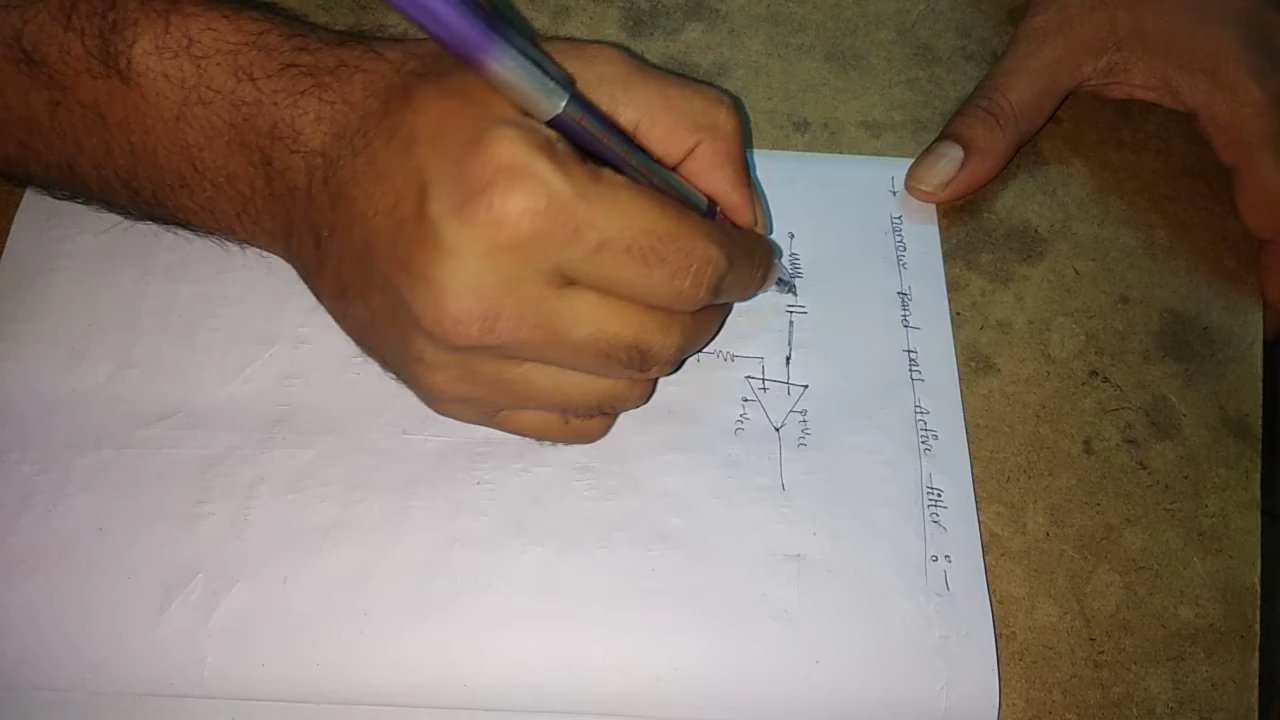 → Narrow Band pass Active filter :-
+Vcc
-Vcc